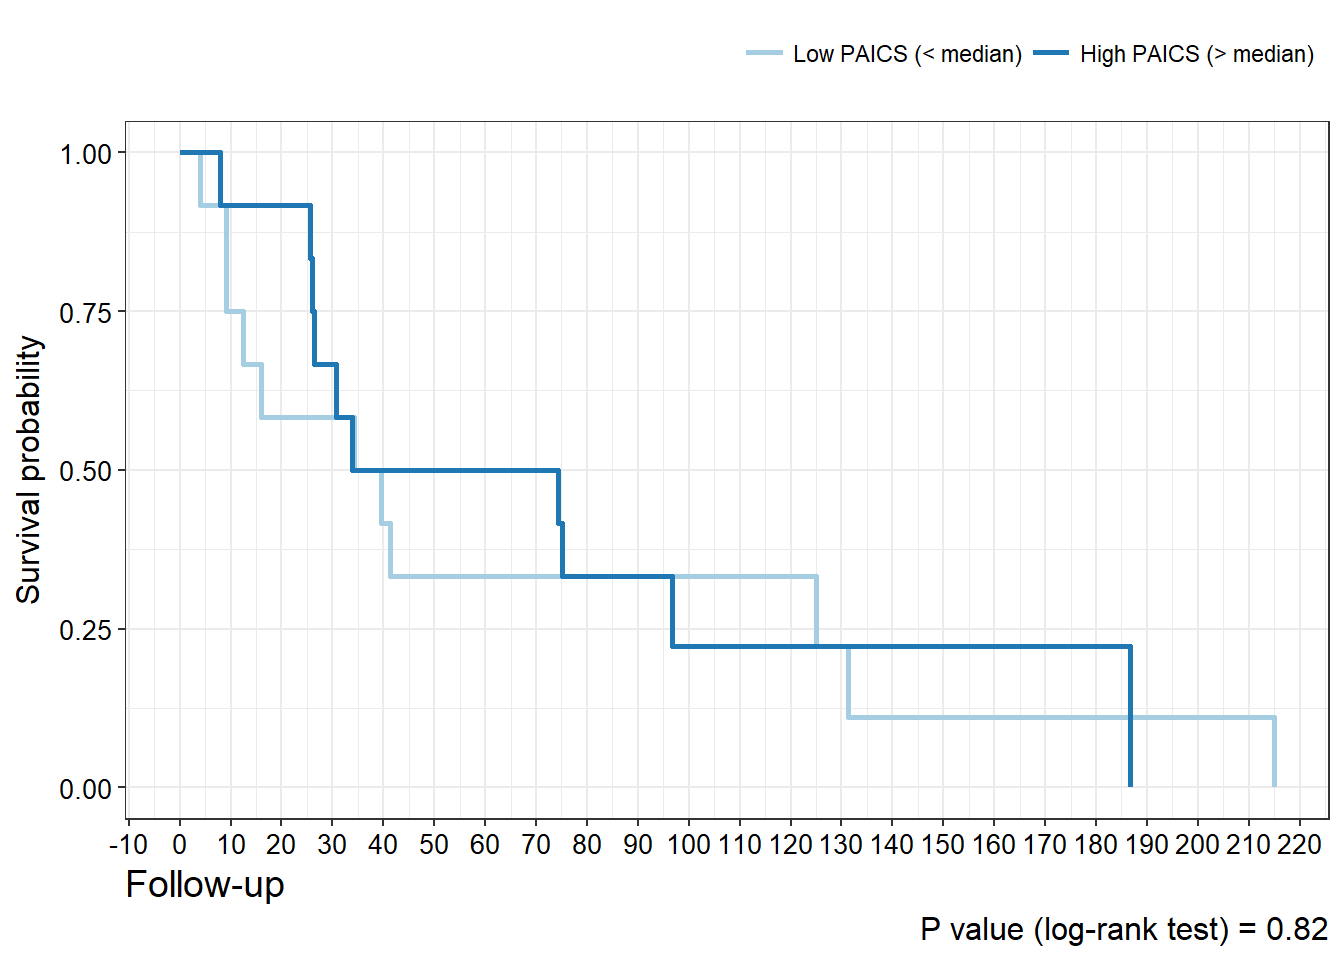 Low PAICS (< median) High PAICS (> median)
Survival probability
1.00
0.75
0.50
0.25
0.00
-10 0 10 20 30 40 50 60 70 80 90 100 110 120 130 140 150 160 170 180 190 200 210 220
Follow-up
P value (log-rank test) = 0.82